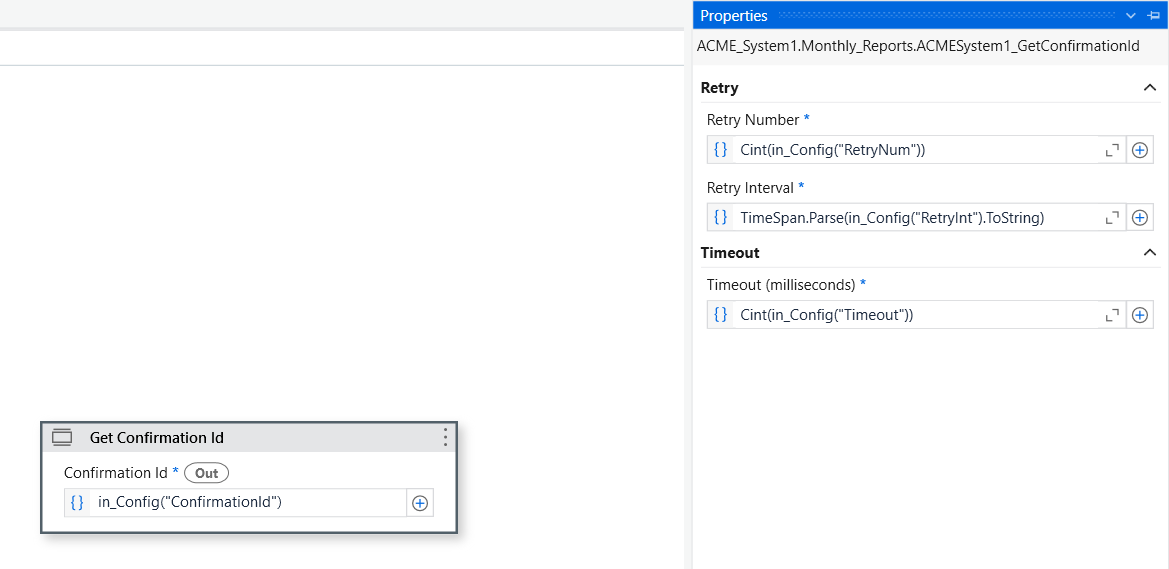 Properties
ACME_System1.Monthly_Reports.ACMESystem1_GetConfirmationId
Retry
Retry Number *
{ } Cint(in_Config("RetryNum"))
Retry Interval *
{ } TimeSpan.Parse(in_Config("RetryInt").ToString)
Timeout
Timeout (milliseconds) *
{ } Cint(in_Config("Timeout"))
Get Confirmation Id
Confirmation Id * Out
{ } in_Config("ConfirmationId")